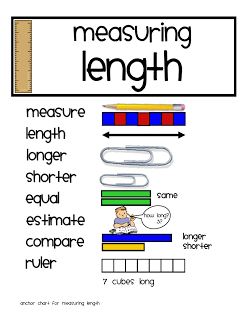 measuring
length
measure
length
longer
shorter
equal
same
estimate
how long?
compare
longer
shorter
ruler
7 cubes long
anchor chart for measuring length